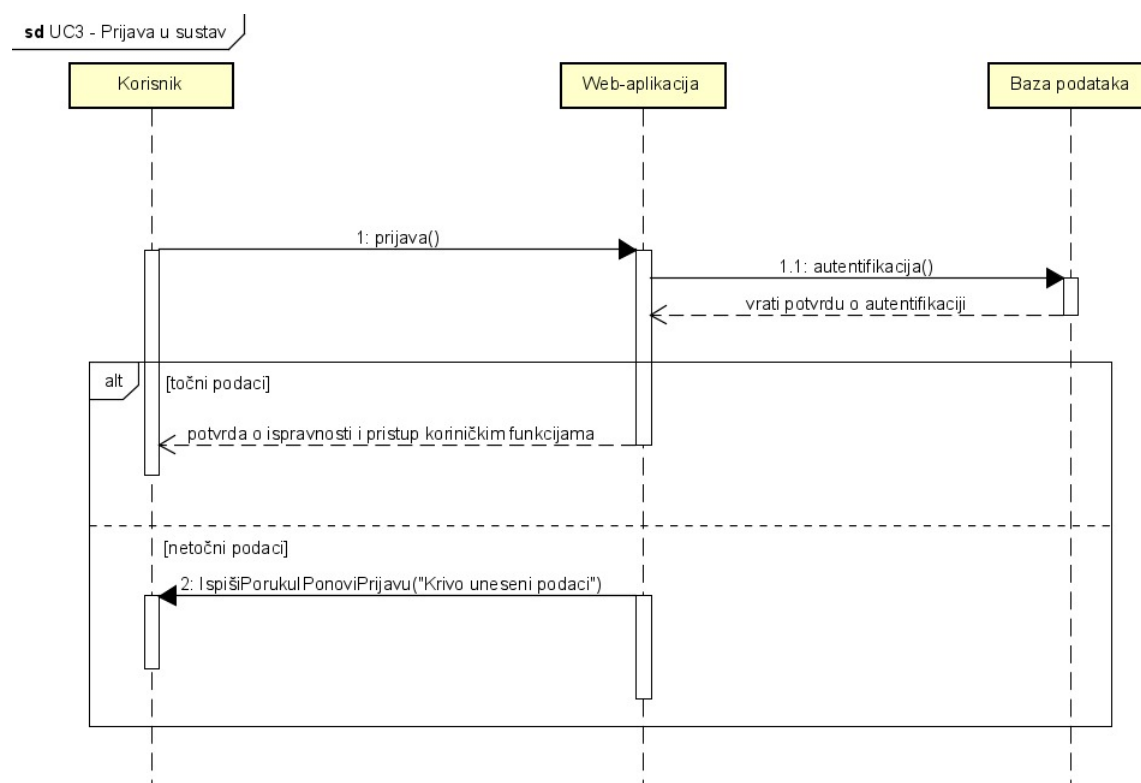 sd UC3 - Prijava u sustav
Korisnik
Web-aplikacija
Baza podataka
1: prijava()
1.1: autentifikacija()
vrati potvrdu o autentifikaciji
alt
[točni podaci]
potvrda o ispravnosti i pristup koriničkim funkcijama
[netočni podaci]
2: IspišiPorukuIPonoviPrijavu("Krivo uneseni podaci")